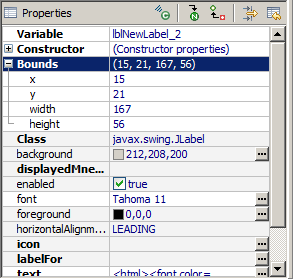 Properties
Variable lblNewLabel_2
Constructor (Constructor properties)
Bounds (15, 21, 167, 56)
x 15
y 21
width 167
height 56
Class javax.swing.JLabel
background 212,208,200
displayedMne...
enabled true
font Tahoma 11 ...
foreground 0,0,0 ...
horizontalAlignm... LEADING
icon ...
labelFor ...
text <html><font color= ...